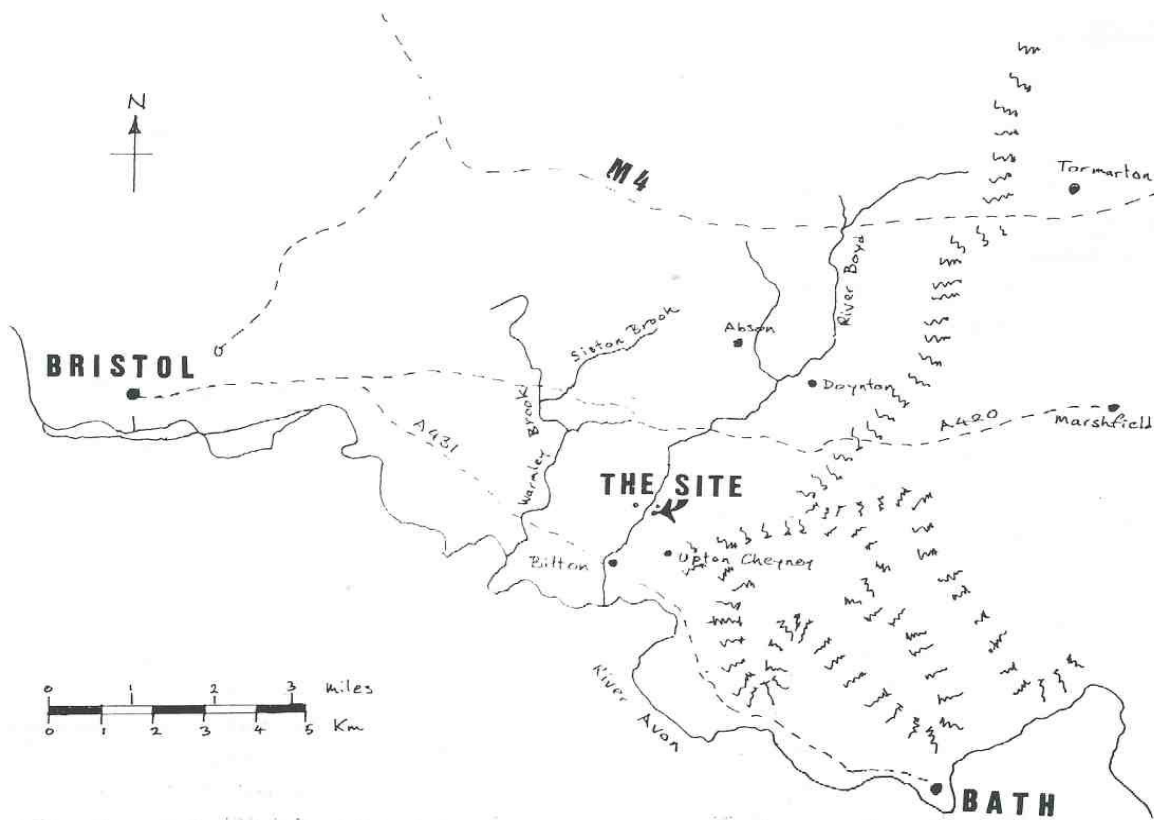 N
M4
Tormarton
River Boyd
Siston Brook
Abson
BRISTOL
Doynton
A420
Marshfield
A431
Warmley Brook
THE SITE
Bitton
Upton Cheyney
River Avon
0 1 2 3 miles
0 1 2 3 4 5 Km
BATH